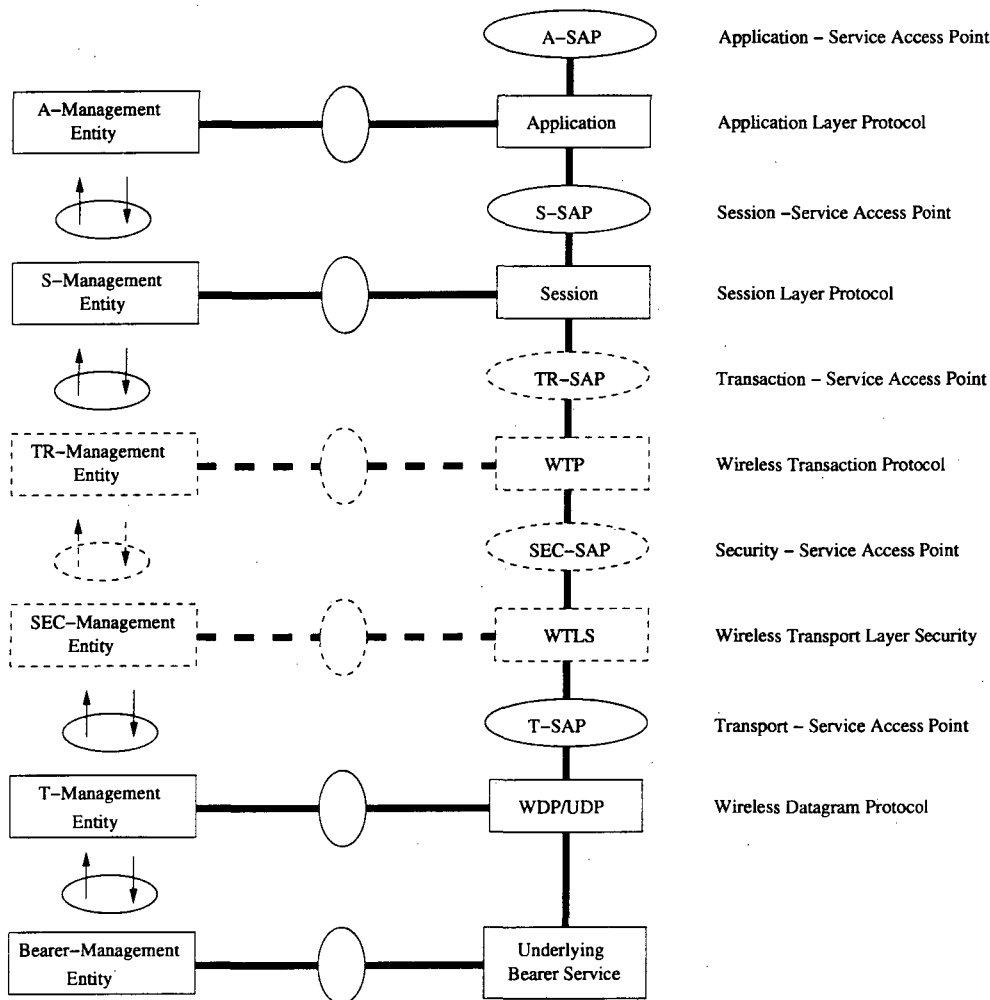 A-SAP
Application – Service Access Point
A–Management
Entity
Application
Application Layer Protocol
S-SAP
Session –Service Access Point
S–Management
Entity
Session
Session Layer Protocol
TR–SAP
Transaction – Service Access Point
TR–Management
Entity
WTP
Wireless Transaction Protocol
SEC–SAP
Security – Service Access Point
SEC–Management
Entity
WTLS
Wireless Transport Layer Security
T–SAP
Transport – Service Access Point
T–Management
Entity
WDP/UDP
Wireless Datagram Protocol
Bearer–Management
Entity
Underlying
Bearer Service